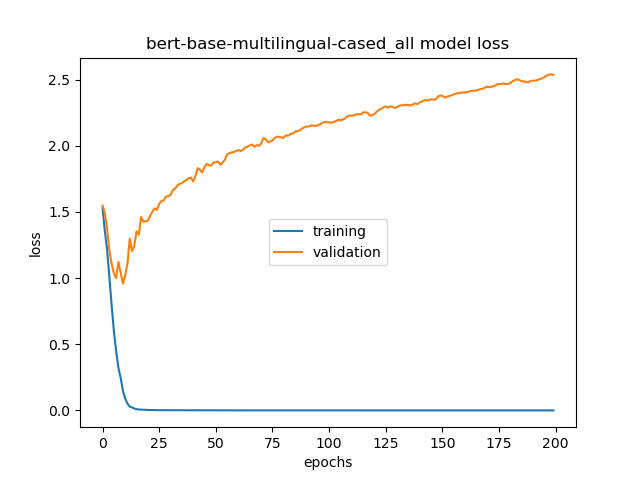 bert-base-multilingual-cased_all model loss
loss
2.5
2.0
1.5
1.0
0.5
0.0
training
validation
0 25 50 75 100 125 150 175 200
epochs